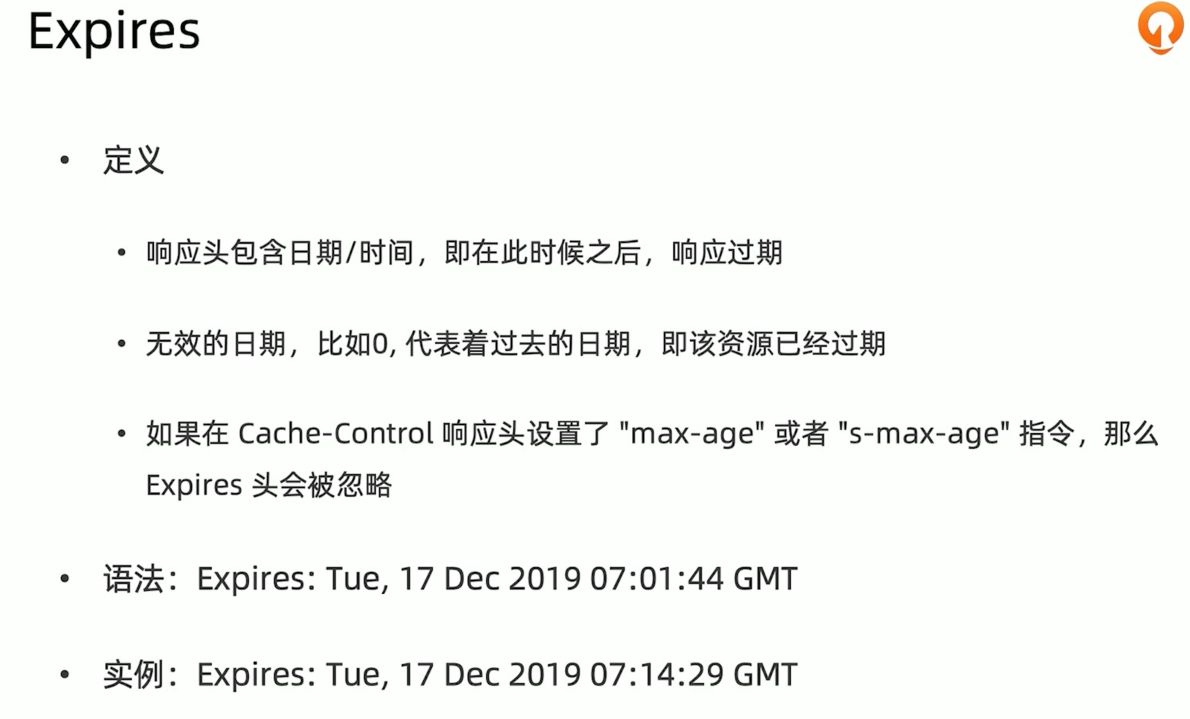 Expires
• 定义
• 响应头包含日期/时间，即在此时候之后，响应过期
• 无效的日期，比如0, 代表着过去的日期，即该资源已经过期
• 如果在 Cache-Control 响应头设置了 "max-age" 或者 "s-max-age" 指令，那么
Expires 头会被忽略
• 语法：Expires: Tue, 17 Dec 2019 07:01:44 GMT
• 实例：Expires: Tue, 17 Dec 2019 07:14:29 GMT